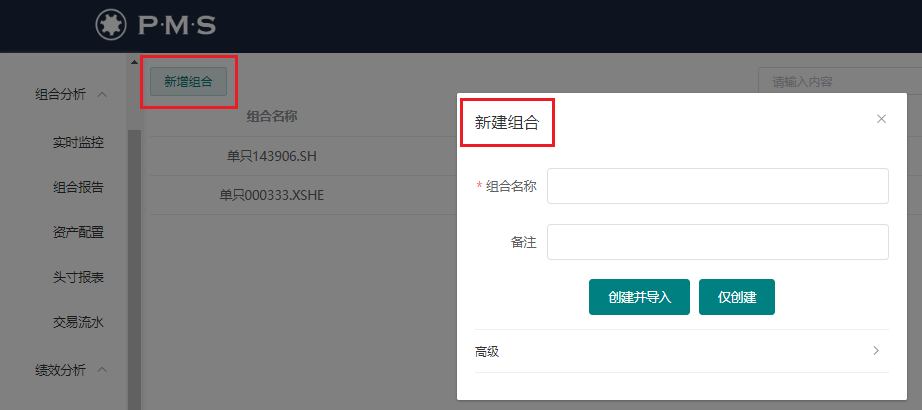 P·M·S
组合分析
实时监控
组合报告
资产配置
头寸报表
交易流水
绩效分析
新增组合
请输入内容
组合名称
单只143906.SH
单只000333.XSHE
新建组合
* 组合名称
备注
创建并导入 仅创建
高级